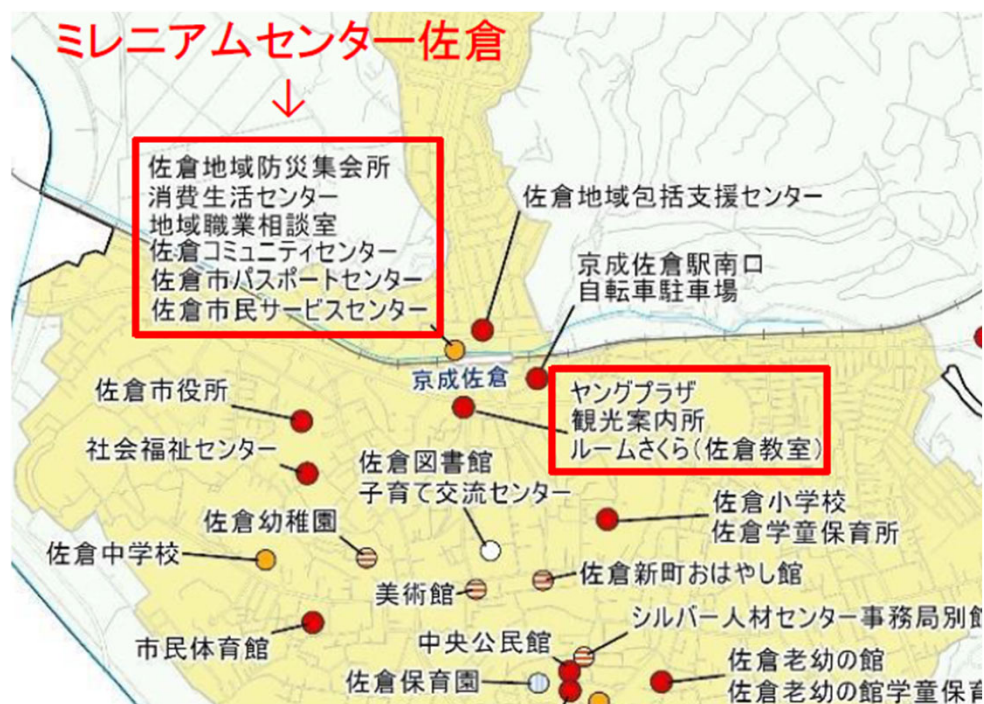 ミレニアムセンター佐倉
↓
佐倉地域防災集会所
消費生活センター
地域職業相談室
佐倉コミュニティセンター
佐倉市パスポートセンター
佐倉市民サービスセンター
佐倉地域包括支援センター
京成佐倉駅南口
自転車駐車場
京成佐倉
ヤングプラザ
観光案内所
ルームさくら(佐倉教室)
佐倉市役所
社会福祉センター
佐倉図書館
子育て交流センター
佐倉小学校
佐倉学童保育所
佐倉幼稚園
佐倉中学校
美術館
佐倉新町おはやし館
市民体育館
シルバー人材センター事務局別館
中央公民館
佐倉保育園
佐倉老幼の館
佐倉老幼の館学童保育